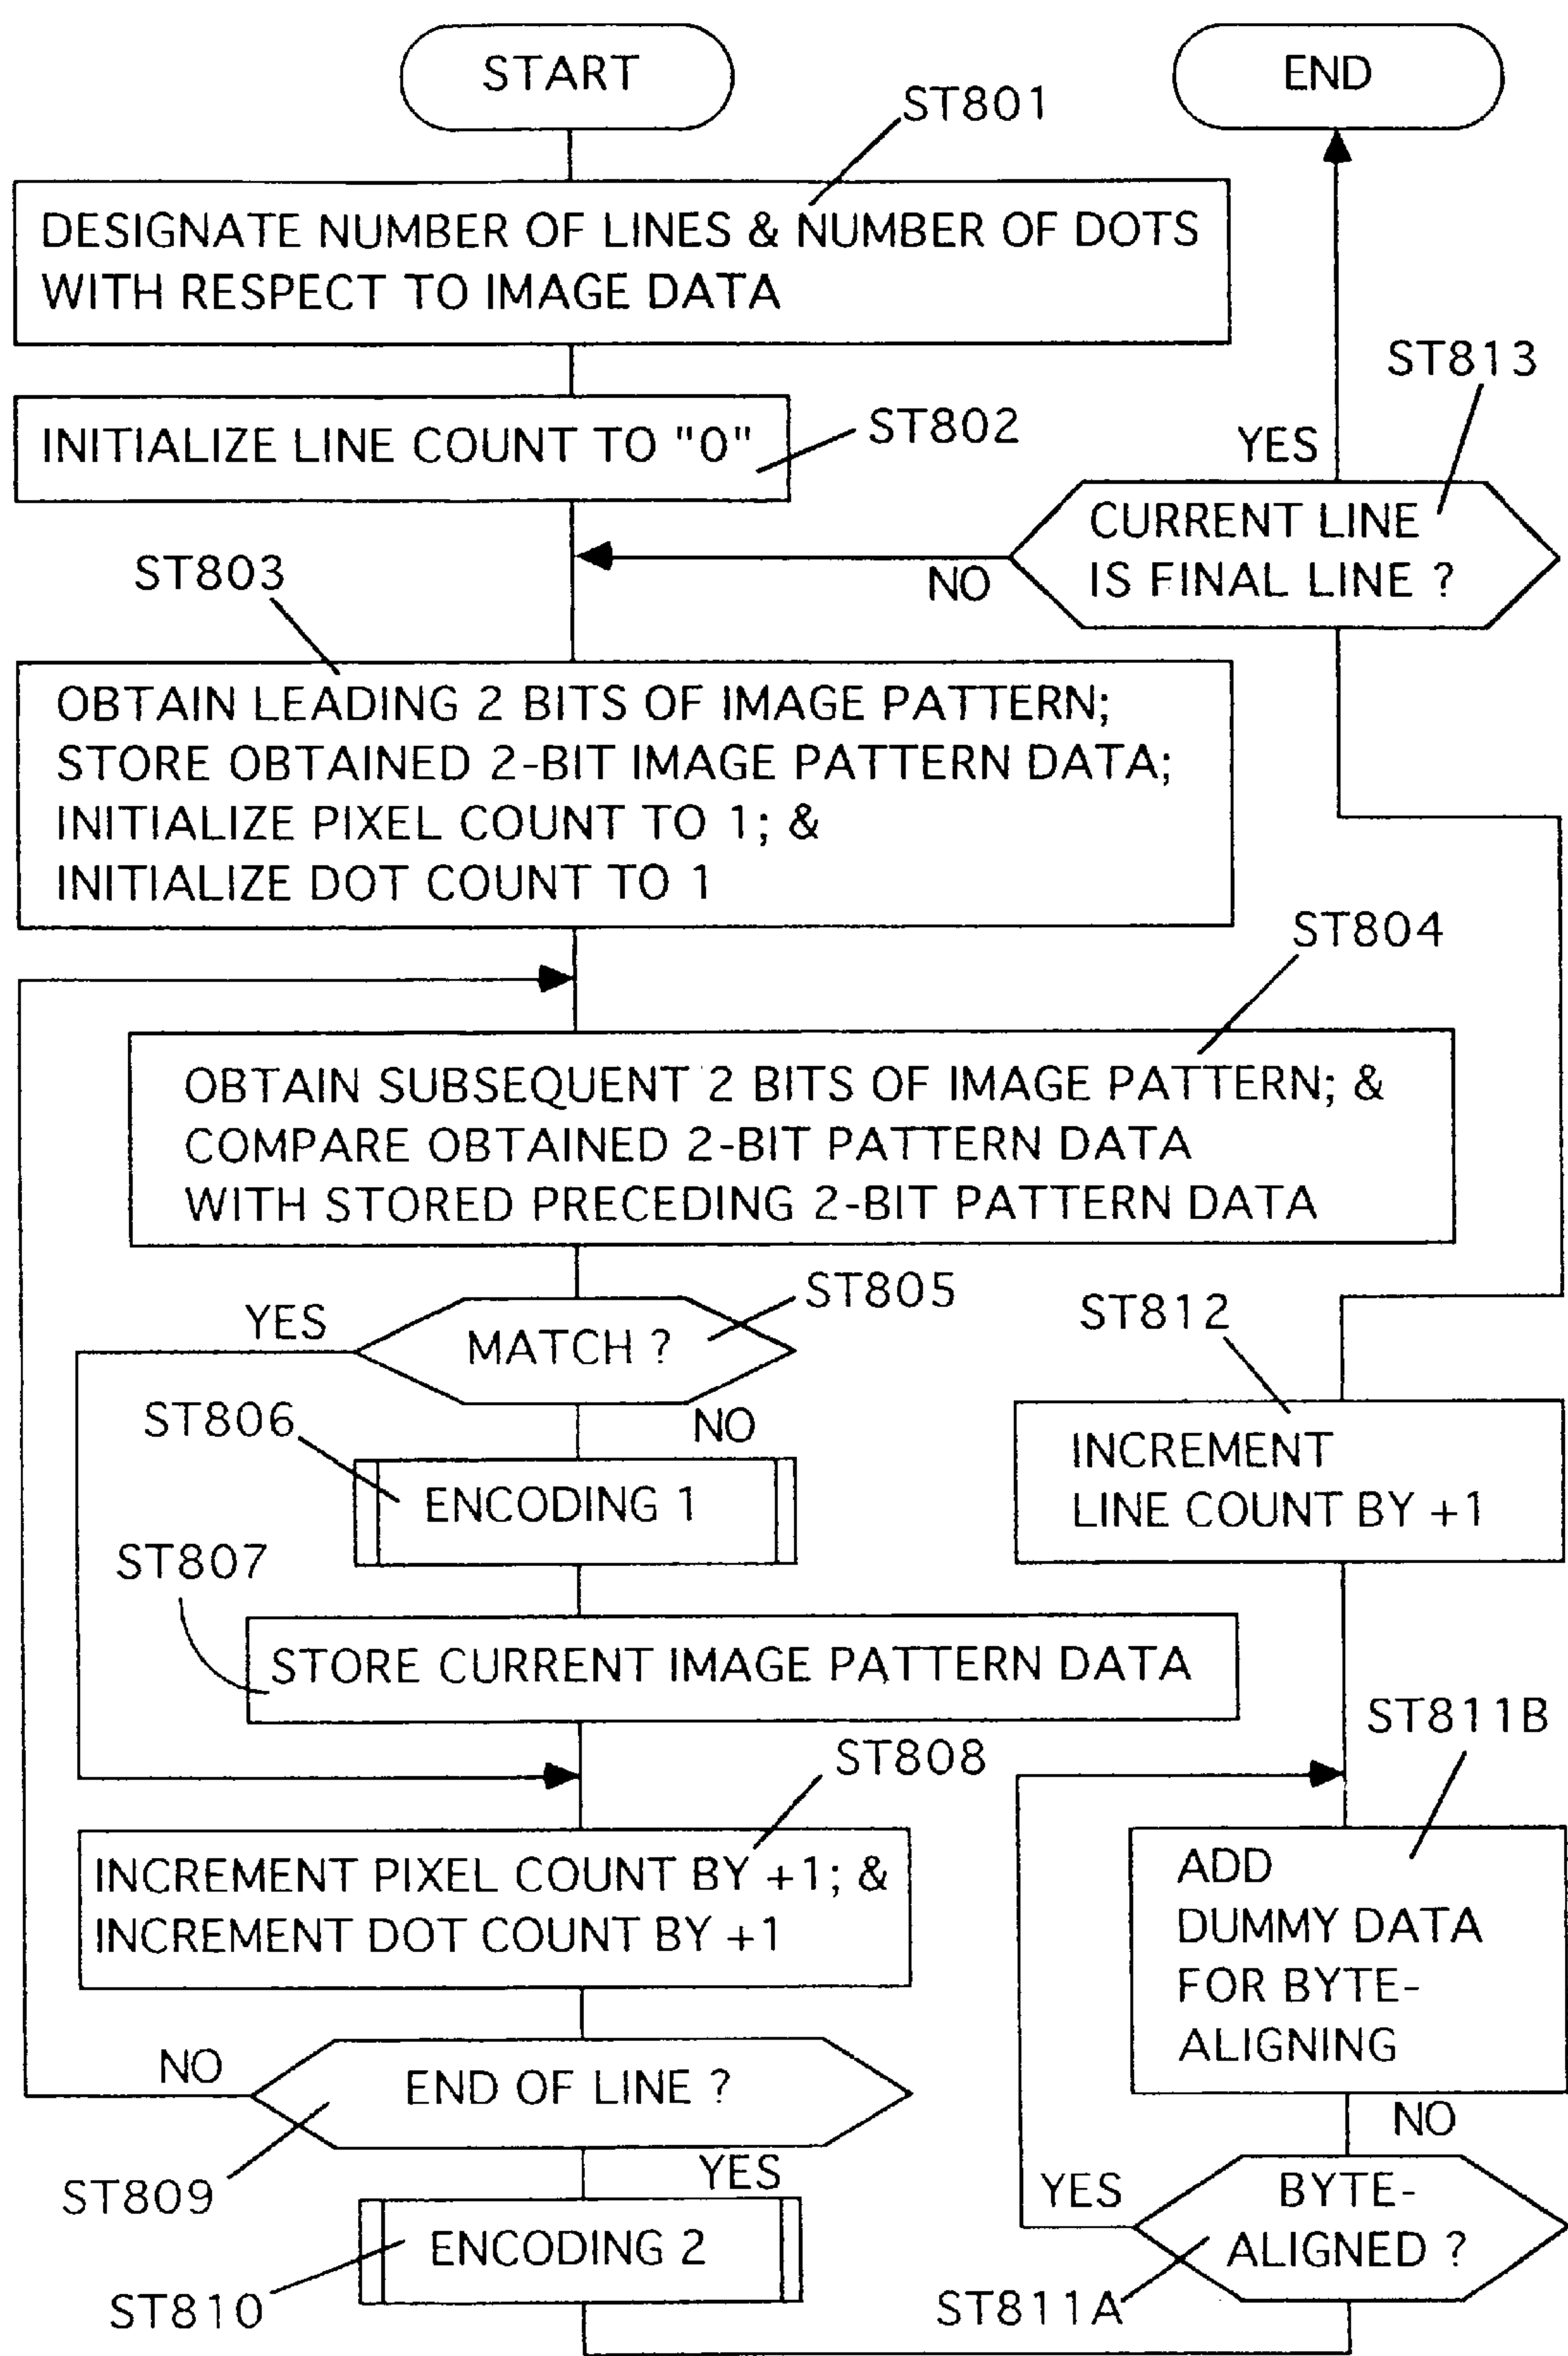 START
ST801
DESIGNATE NUMBER OF LINES & NUMBER OF DOTS
WITH RESPECT TO IMAGE DATA
INITIALIZE LINE COUNT TO "0"
ST802
ST803
OBTAIN LEADING 2 BITS OF IMAGE PATTERN;
STORE OBTAINED 2-BIT IMAGE PATTERN DATA;
INITIALIZE PIXEL COUNT TO 1; &
INITIALIZE DOT COUNT TO 1
ST804
OBTAIN SUBSEQUENT 2 BITS OF IMAGE PATTERN; &
COMPARE OBTAINED 2-BIT PATTERN DATA
WITH STORED PRECEDING 2-BIT PATTERN DATA
ST805
YES
MATCH ?
NO
ST806
ENCODING 1
ST807
STORE CURRENT IMAGE PATTERN DATA
ST808
INCREMENT PIXEL COUNT BY +1; &
INCREMENT DOT COUNT BY +1
NO
END OF LINE ?
ST809
YES
ENCODING 2
ST810
ST811A
BYTE-
ALIGNED ?
YES
NO
ADD
DUMMY DATA
FOR BYTE-
ALIGNING
ST811B
INCREMENT
LINE COUNT BY +1
ST812
CURRENT LINE
IS FINAL LINE ?
ST813
NO
YES
END